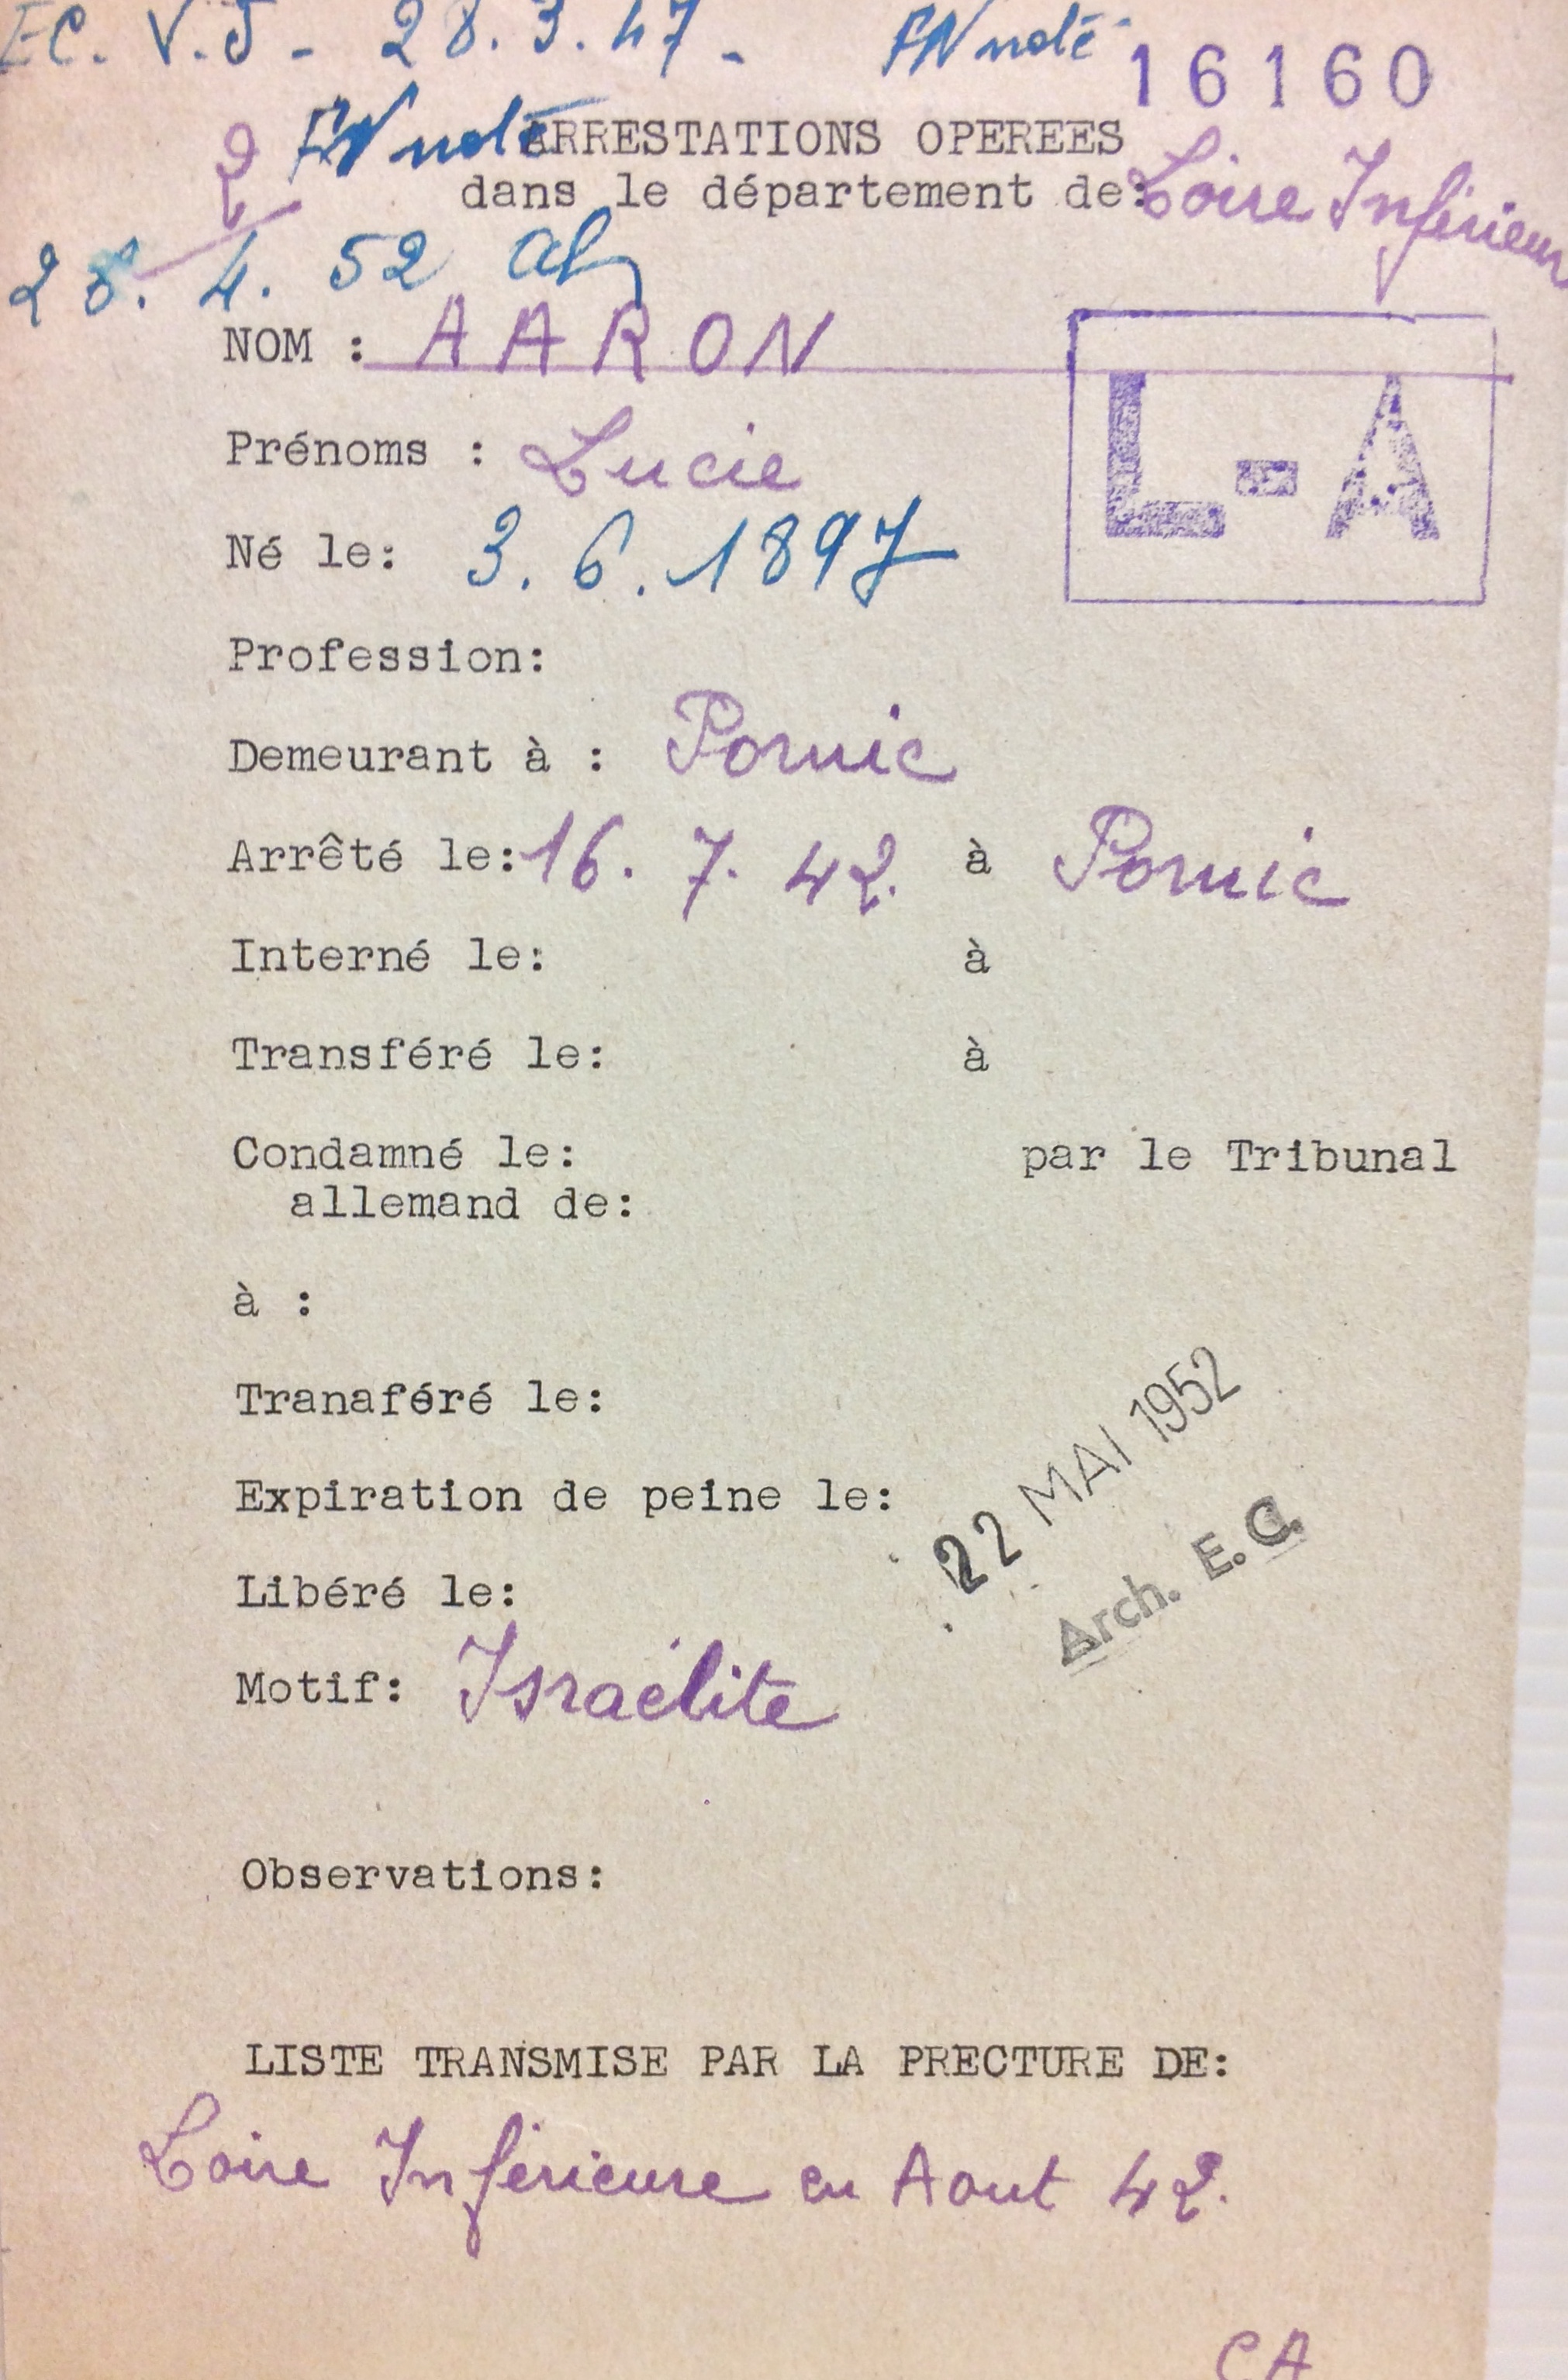 EC. V.J - 28.3.47 - FN noté
16160
2 FN noté
ARRESTATIONS OPEREES
dans le département de: Loire Inférieur
28. 4. 52
NOM : AARON
L-A
Prénoms : Lucie
Né le: 3. 6. 1897
Profession:
Demeurant à : Pornic
Arrêté le: 16. 7. 42. à Pornic
Interné le: à
Transféré le: à
Condamné le: par le Tribunal
allemand de:
à :
Tranaféré le:
Expiration de peine le:
22 MAI 1952
Libéré le:
Arch. E.C.
Motif: Israélite
Observations:
LISTE TRANSMISE PAR LA PRECTURE DE:
Loire Inférieure en Aout 42.
CA